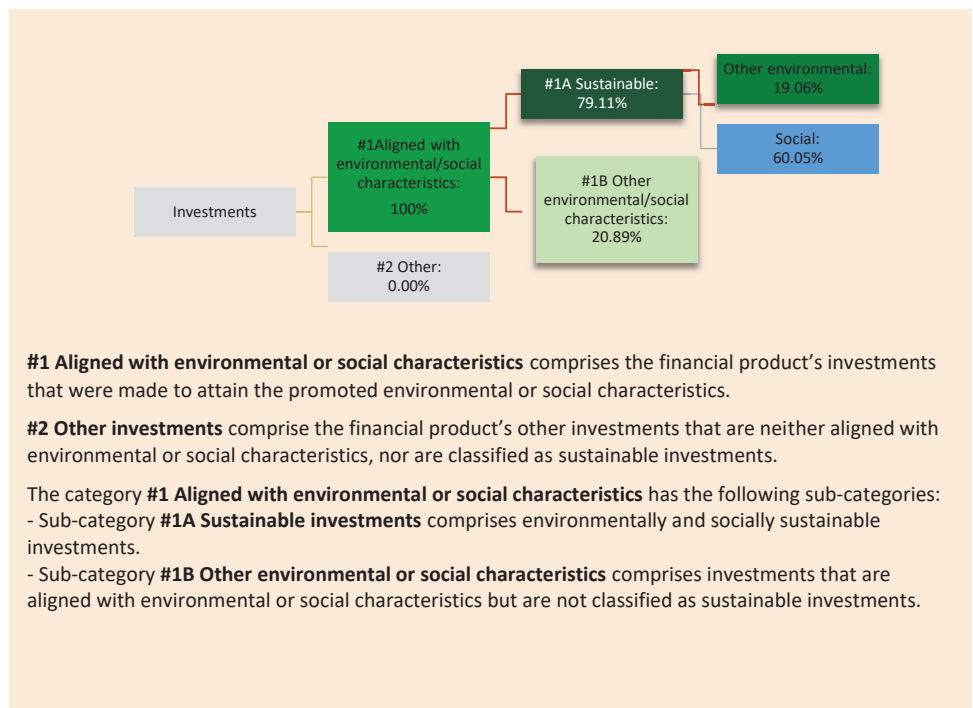 Other environmental:
19.06%
#1A Sustainable:
79.11%
Social:
60.05%
#1Aligned with
environmental/social
characteristics:
100%
#1B Other
environmental/social
characteristics:
20.89%
Investments
#2 Other:
0.00%
#1 Aligned with environmental or social characteristics comprises the financial product’s investments
that were made to attain the promoted environmental or social characteristics.
#2 Other investments comprise the financial product’s other investments that are neither aligned with
environmental or social characteristics, nor are classified as sustainable investments.
The category #1 Aligned with environmental or social characteristics has the following sub-categories:
- Sub-category #1A Sustainable investments comprises environmentally and socially sustainable
investments.
- Sub-category #1B Other environmental or social characteristics comprises investments that are
aligned with environmental or social characteristics but are not classified as sustainable investments.